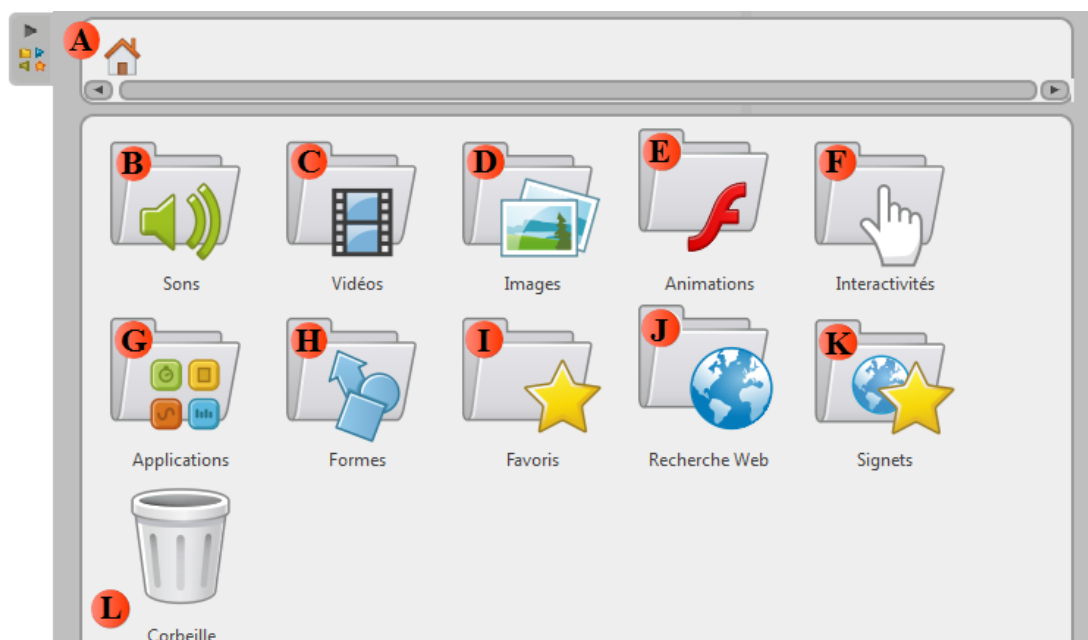 A
B C D E F
Sons Vidéos Images Animations Interactivités
G H I J K
Applications Formes Favoris Recherche Web Signets
L
Corbeille